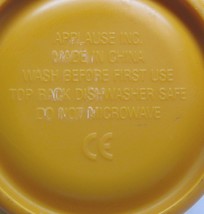 APPLAUSE INC.
MADE IN CHINA
WASH BEFORE FIRST USE
TOP RACK DISHWASHER SAFE
DO NOT MICROWAVE
CE